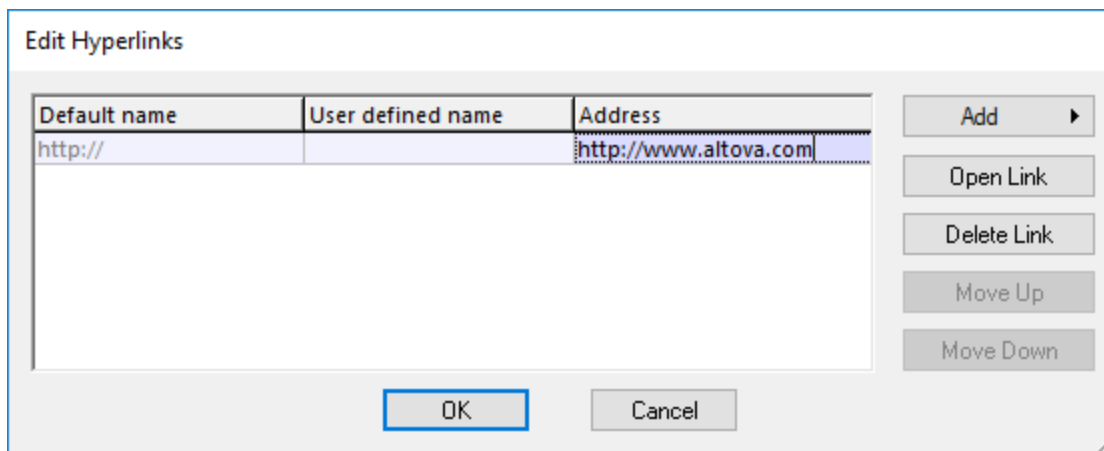 Edit Hyperlinks
Default name User defined name Address
http:// http://www.altova.com
Add
Open Link
Delete Link
Move Up
Move Down
OK Cancel